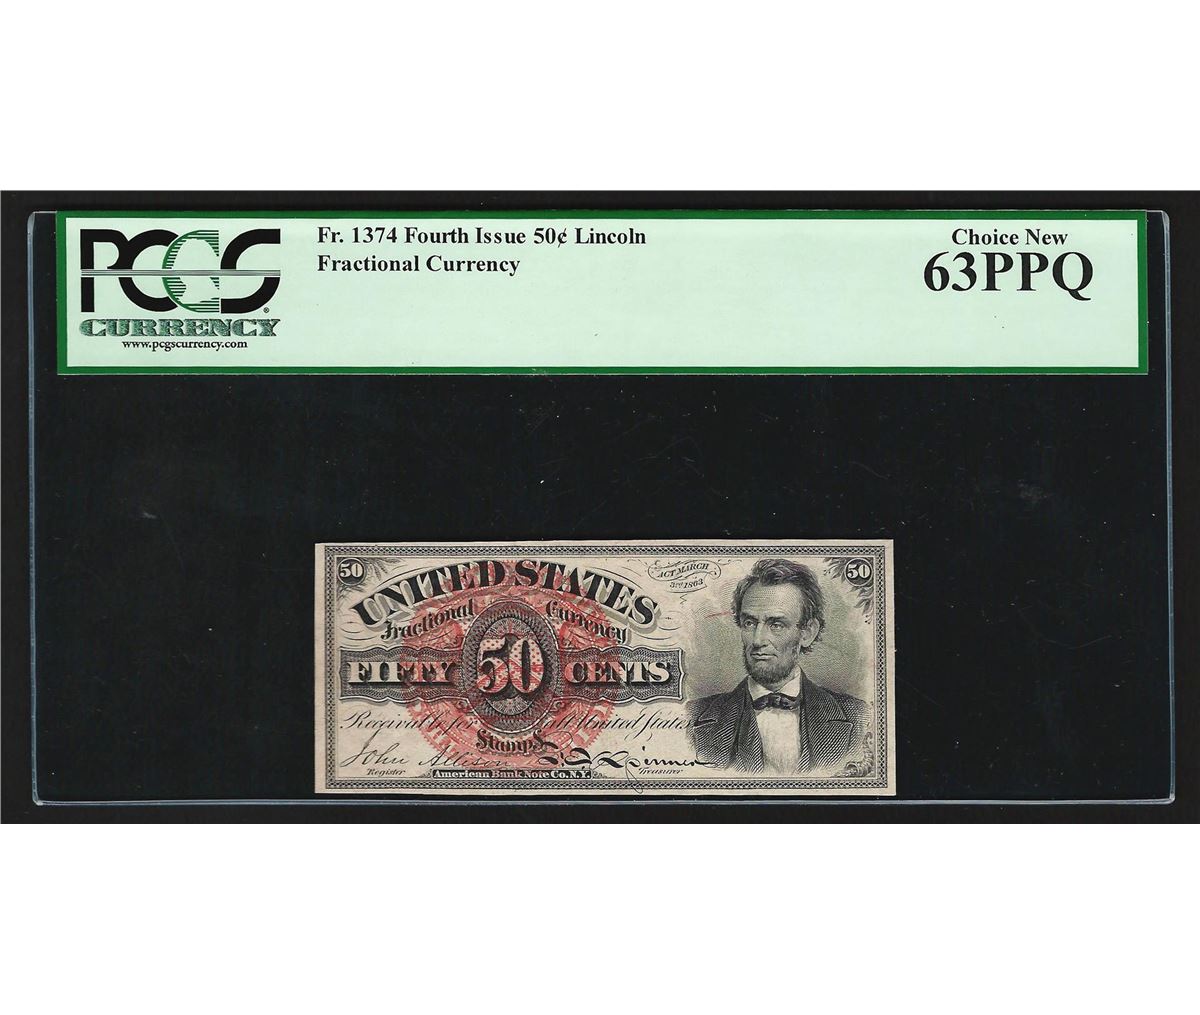 PCGS
CURRENCY
www.pcgscurrency.com
Fr. 1374 Fourth Issue 50¢ Lincoln
Fractional Currency
Choice New
63PPQ
50
50
ACT MARCH
3RD 1863
UNITED STATES
Fractional Currency
FIFTY 50 CENTS
Receivable for all United States
Stamps
John Allison
Register
American Bank Note Co. N.Y.
Treasurer